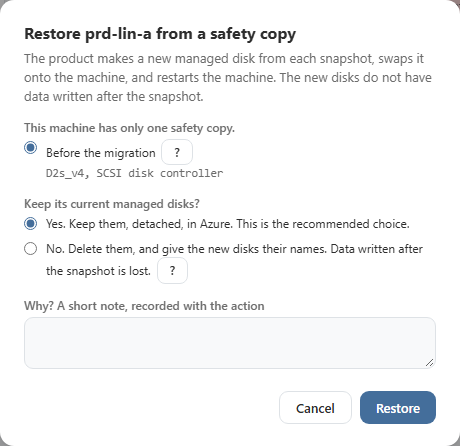 Restore prd-lin-a from a safety copy
The product makes a new managed disk from each snapshot, swaps it
onto the machine, and restarts the machine. The new disks do not have
data written after the snapshot.
This machine has only one safety copy.
Before the migration ?
D2s_v4, SCSI disk controller
Keep its current managed disks?
Yes. Keep them, detached, in Azure. This is the recommended choice.
No. Delete them, and give the new disks their names. Data written after
the snapshot is lost. ?
Why? A short note, recorded with the action
Cancel Restore